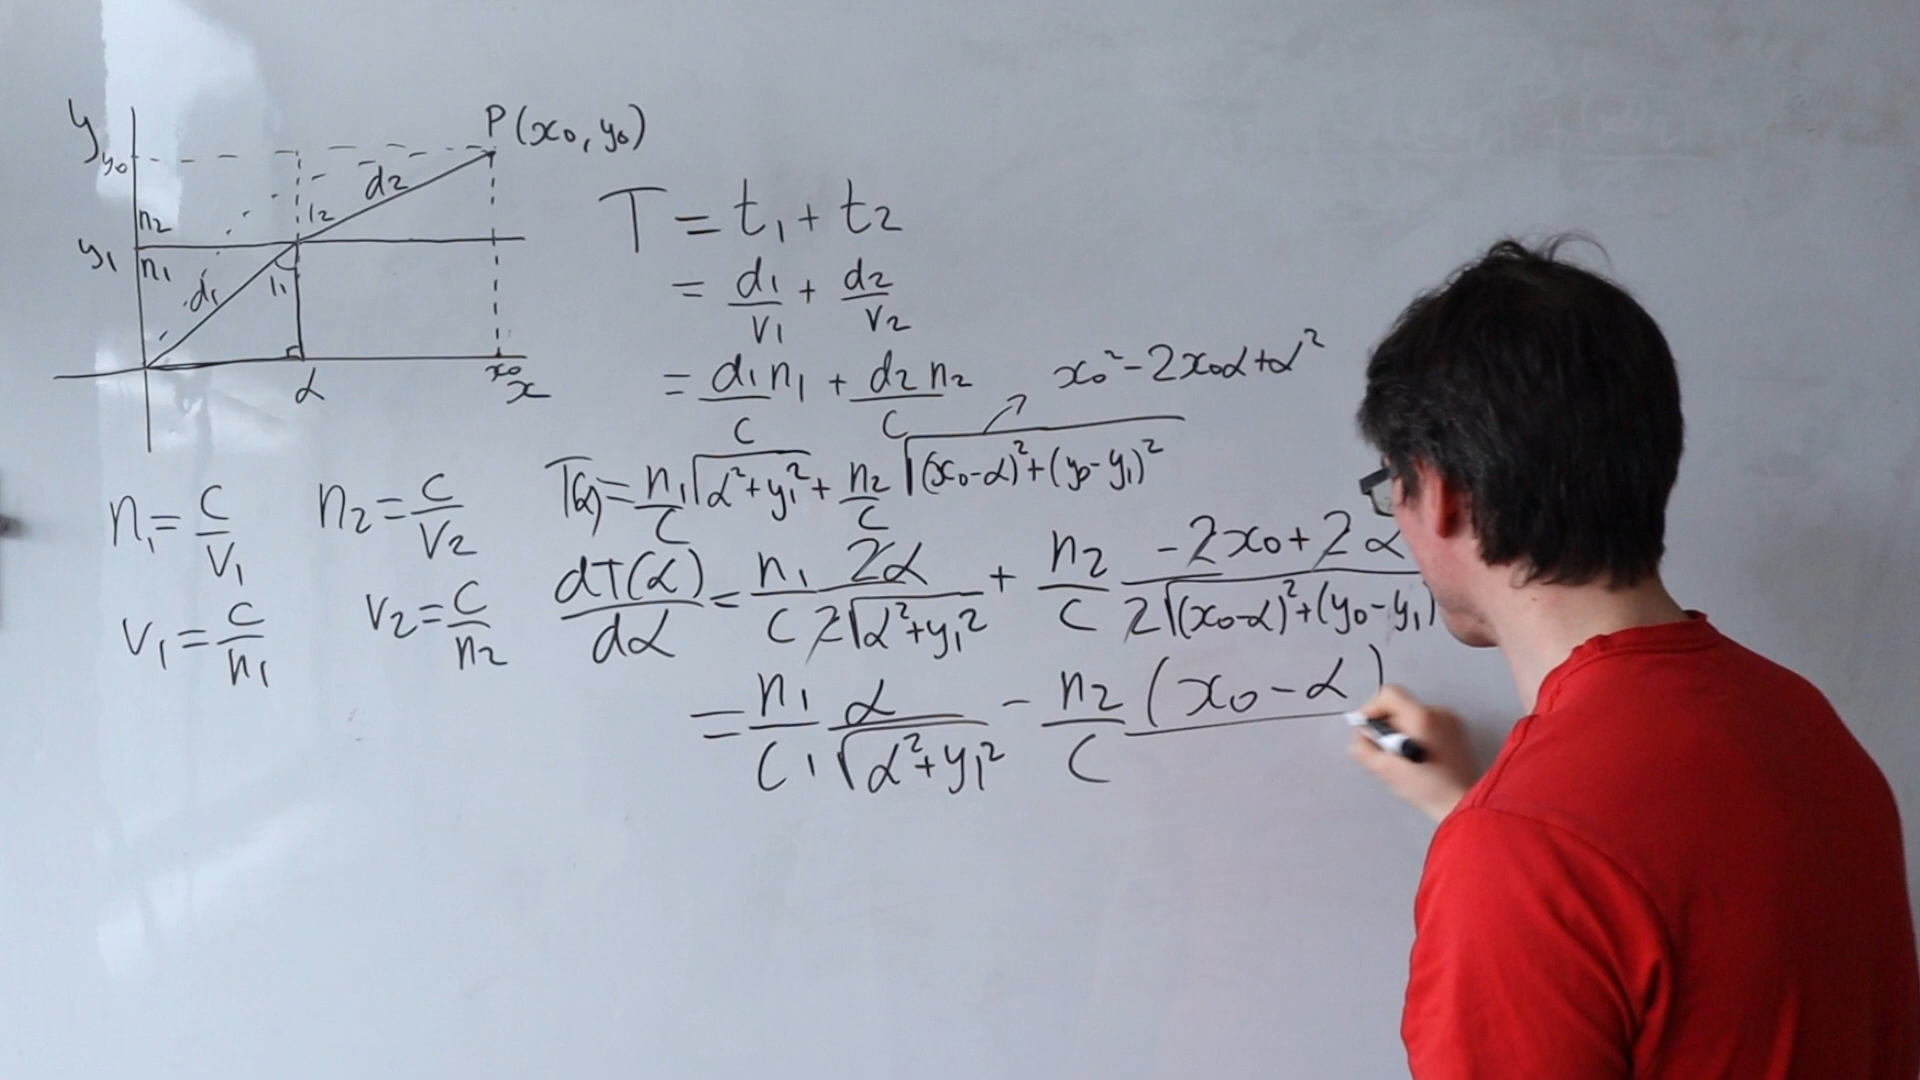 y
P(x₀, y₀)
y₀
d₂
n₂
i₂
y₁
n₁
d₁
i₁
α
x₀
x
n₁ = c/v₁
n₂ = c/v₂
v₁ = c/n₁
v₂ = c/n₂
T = t₁ + t₂
= d₁/v₁ + d₂/v₂
= d₁n₁/c + d₂n₂/c
x₀² - 2x₀α + α²
T(α) = n₁/c √(α² + y₁²) + n₂/c √((x₀-α)² + (y₀-y₁)²)
dT(α)/dα = n₁/c 2α/2√(α² + y₁²) + n₂/c (-2x₀ + 2α)/2√((x₀-α)² + (y₀-y₁)
= n₁/c₁ α/√(α² + y₁²) - n₂/c (x₀ - α)